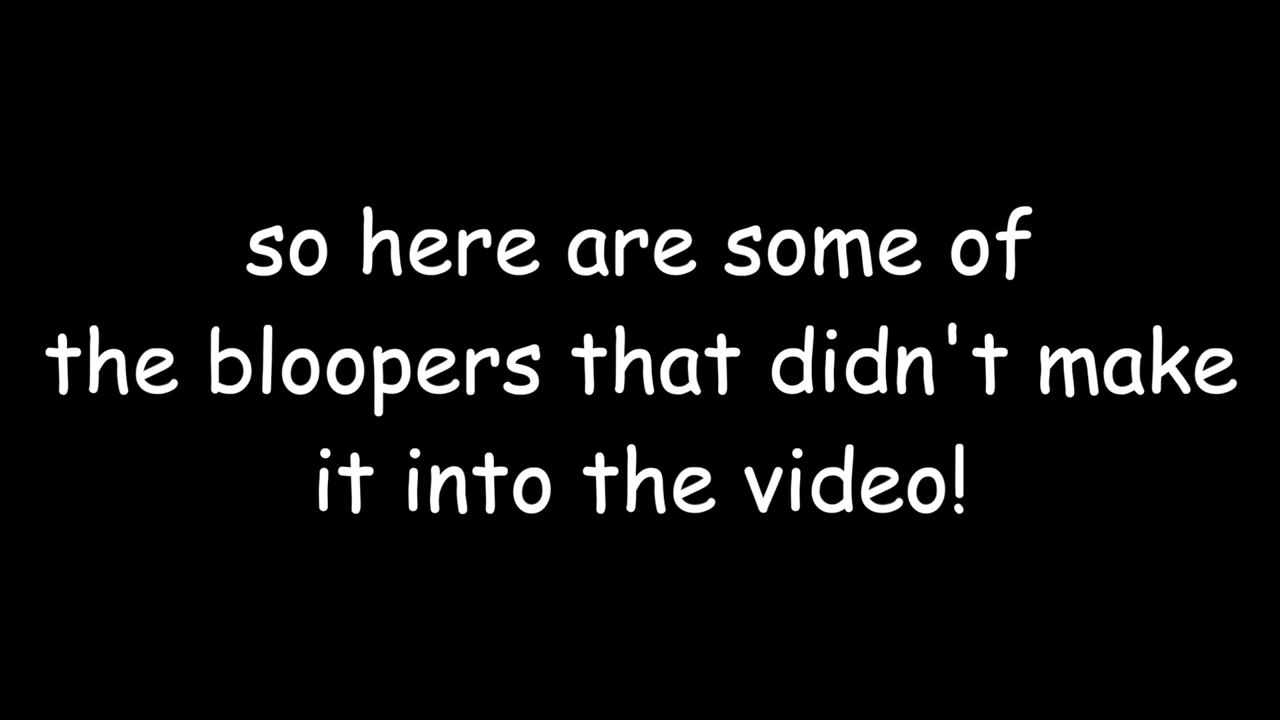 so here are some of
the bloopers that didn't make
it into the video!